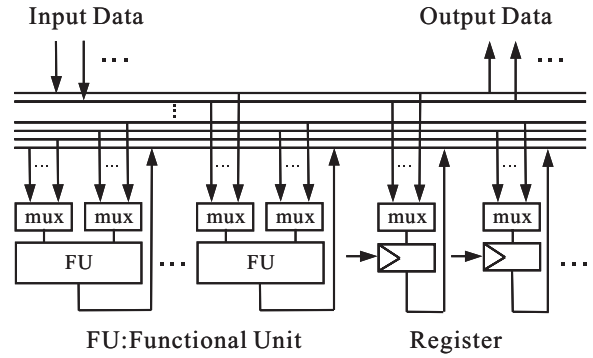 Input Data
Output Data
mux mux mux mux mux mux
FU FU
FU:Functional Unit
Register